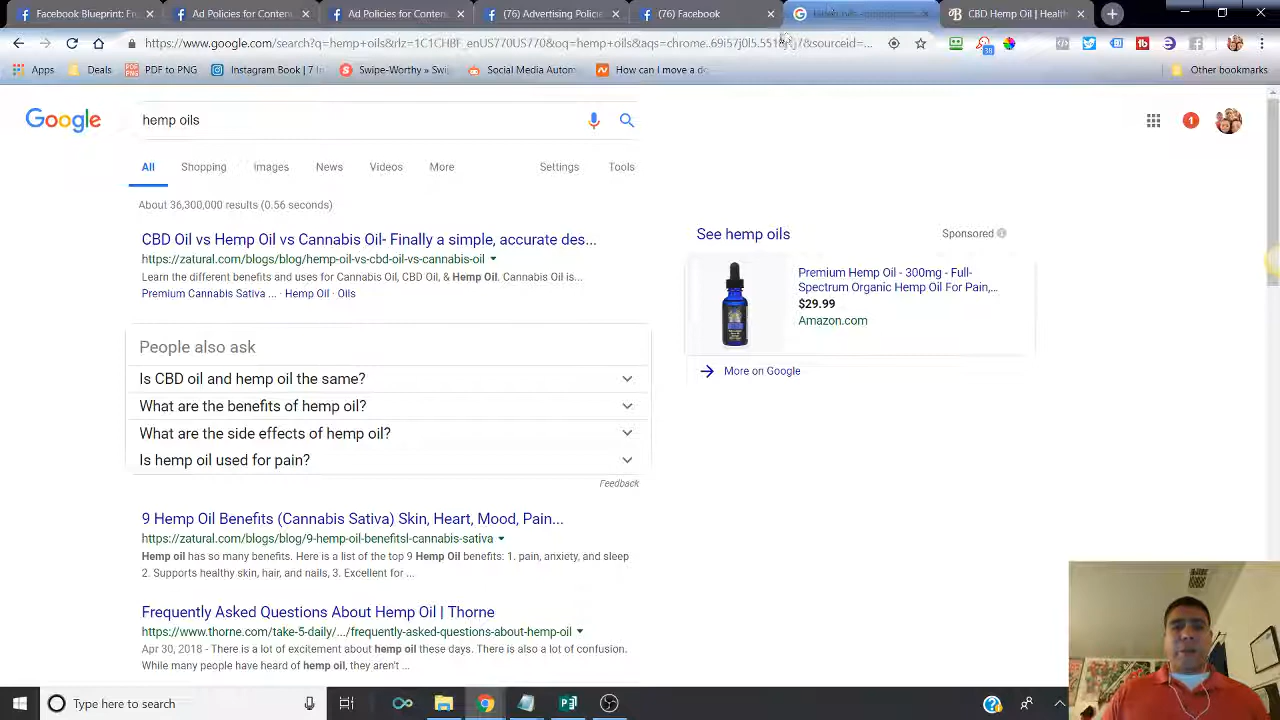 Facebook Blueprint: Fr
Ad Policies for Conten
Ad Policies for Conten
(76) Advertising Policie
(76) Facebook
CBD Hemp Oil | Health
https://www.google.com/search?q=hemp+oils&rlz=1C1CHBF_enUS770US770&oq=hemp+oils&aqs=chrome
38
Apps
Deals
PDF to PNG
Instagram Book | 7
Swipe-Worthy » Swi
Social Media Autom
How can I move a do
Other bookmarks
Google
hemp oils
1
All
Shopping
Images
News
Videos
More
Settings
Tools
About 36,300,000 results (0.56 seconds)
CBD Oil vs Hemp Oil vs Cannabis Oil- Finally a simple, accurate des...
https://zatural.com/blogs/blog/hemp-oil-vs-cbd-oil-vs-cannabis-oil
Learn the different benefits and uses for Cannabis Oil, CBD Oil, & Hemp Oil. Cannabis Oil is...
Premium Cannabis Sativa ... · Hemp Oil · Oils
See hemp oils
Sponsored
Premium Hemp Oil - 300mg - Full-
Spectrum Organic Hemp Oil For Pain,...
$29.99
Amazon.com
More on Google
People also ask
Is CBD oil and hemp oil the same?
What are the benefits of hemp oil?
What are the side effects of hemp oil?
Is hemp oil used for pain?
Feedback
9 Hemp Oil Benefits (Cannabis Sativa) Skin, Heart, Mood, Pain...
https://zatural.com/blogs/blog/9-hemp-oil-benefitsl-cannabis-sativa
Hemp oil has so many benefits. Here is a list of the top 9 Hemp Oil benefits: 1. pain, anxiety, and sleep
2. Supports healthy skin, hair, and nails, 3. Excellent for ...
Frequently Asked Questions About Hemp Oil | Thorne
https://www.thorne.com/take-5-daily/.../frequently-asked-questions-about-hemp-oil
Apr 30, 2018 - There is a lot of excitement about hemp oil these days. There is also a lot of confusion.
While many people have heard of hemp oil, they aren't ...
Type here to search